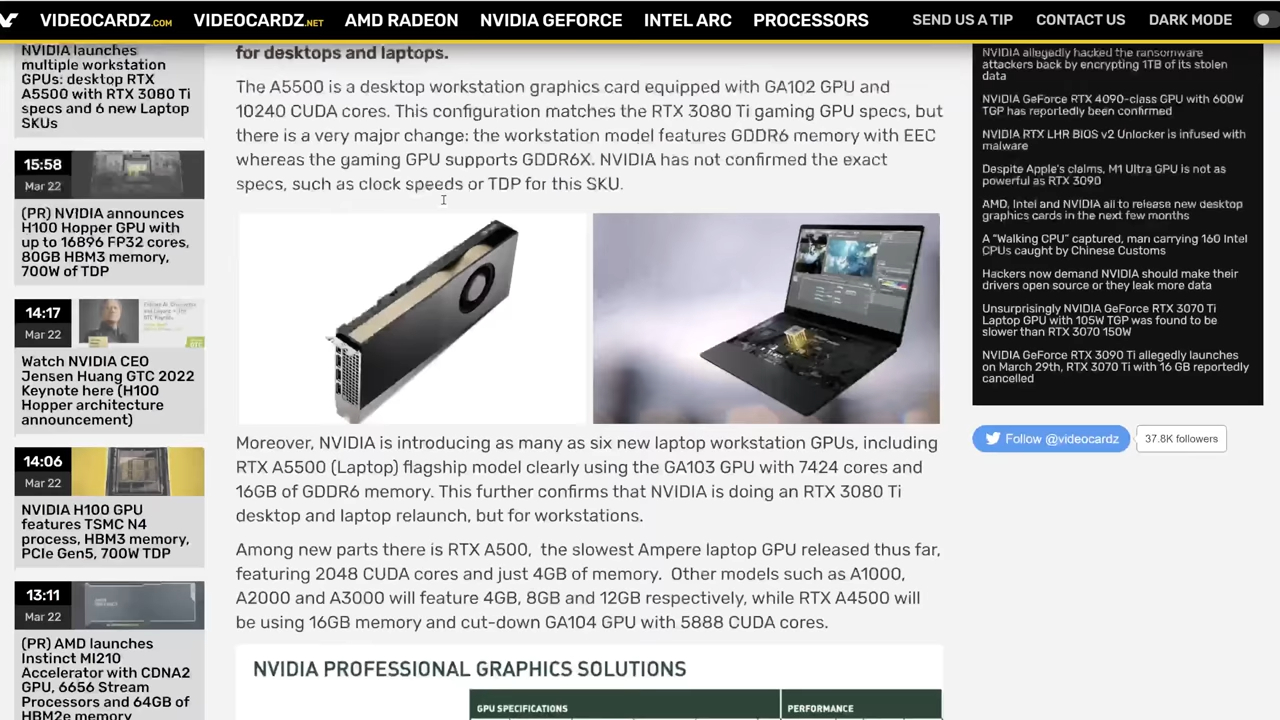 VIDEOCARDZ.COM VIDEOCARDZ.NET AMD RADEON NVIDIA GEFORCE INTEL ARC PROCESSORS SEND US A TIP CONTACT US DARK MODE
NVIDIA launches
multiple workstation
GPUs: desktop RTX
A5500 with RTX 3080 Ti
specs and 6 new Laptop
SKUs
15:58
Mar 22
(PR) NVIDIA announces
H100 Hopper GPU with
up to 16896 FP32 cores,
80GB HBM3 memory,
700W of TDP
14:17
Mar 22
Watch NVIDIA CEO
Jensen Huang GTC 2022
Keynote here (H100
Hopper architecture
announcement)
14:06
Mar 22
NVIDIA H100 GPU
features TSMC N4
process, HBM3 memory,
PCIe Gen5, 700W TDP
13:11
Mar 22
(PR) AMD launches
Instinct MI210
Accelerator with CDNA2
GPU, 6656 Stream
Processors and 64GB of
HBM2e memory
for desktops and laptops.
The A5500 is a desktop workstation graphics card equipped with GA102 GPU and
10240 CUDA cores. This configuration matches the RTX 3080 Ti gaming GPU specs, but
there is a very major change: the workstation model features GDDR6 memory with EEC
whereas the gaming GPU supports GDDR6X. NVIDIA has not confirmed the exact
specs, such as clock speeds or TDP for this SKU.
Moreover, NVIDIA is introducing as many as six new laptop workstation GPUs, including
RTX A5500 (Laptop) flagship model clearly using the GA103 GPU with 7424 cores and
16GB of GDDR6 memory. This further confirms that NVIDIA is doing an RTX 3080 Ti
desktop and laptop relaunch, but for workstations.
Among new parts there is RTX A500, the slowest Ampere laptop GPU released thus far,
featuring 2048 CUDA cores and just 4GB of memory. Other models such as A1000,
A2000 and A3000 will feature 4GB, 8GB and 12GB respectively, while RTX A4500 will
be using 16GB memory and cut-down GA104 GPU with 5888 CUDA cores.
NVIDIA PROFESSIONAL GRAPHICS SOLUTIONS
GPU SPECIFICATIONS PERFORMANCE
NVIDIA allegedly hacked the ransomware
attackers back by encrypting 1TB of its stolen
data
NVIDIA GeForce RTX 4090-class GPU with 600W
TGP has reportedly been confirmed
NVIDIA RTX LHR BIOS v2 Unlocker is infused with
malware
Despite Apple's claims, M1 Ultra GPU is not as
powerful as RTX 3090
AMD, Intel and NVIDIA all to release new desktop
graphics cards in the next few months
A "Walking CPU" captured, man carrying 160 Intel
CPUs caught by Chinese Customs
Hackers now demand NVIDIA should make their
drivers open source or they leak more data
Unsurprisingly NVIDIA GeForce RTX 3070 Ti
Laptop GPU with 105W TGP was found to be
slower than RTX 3070 150W
NVIDIA GeForce RTX 3090 Ti allegedly launches
on March 29th, RTX 3070 Ti with 16 GB reportedly
cancelled
Follow @videocardz 37.8K followers